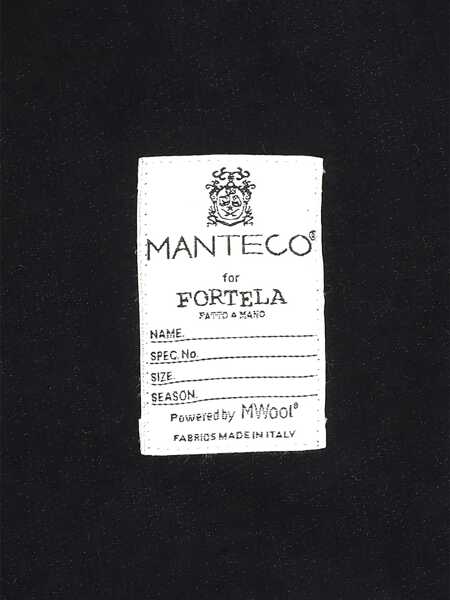 MANTECO®
for
FORTELA
FATTO A MANO
NAME.
SPEC.No.
SIZE.
SEASON.
Powered by MWool®
FABRICS MADE IN ITALY